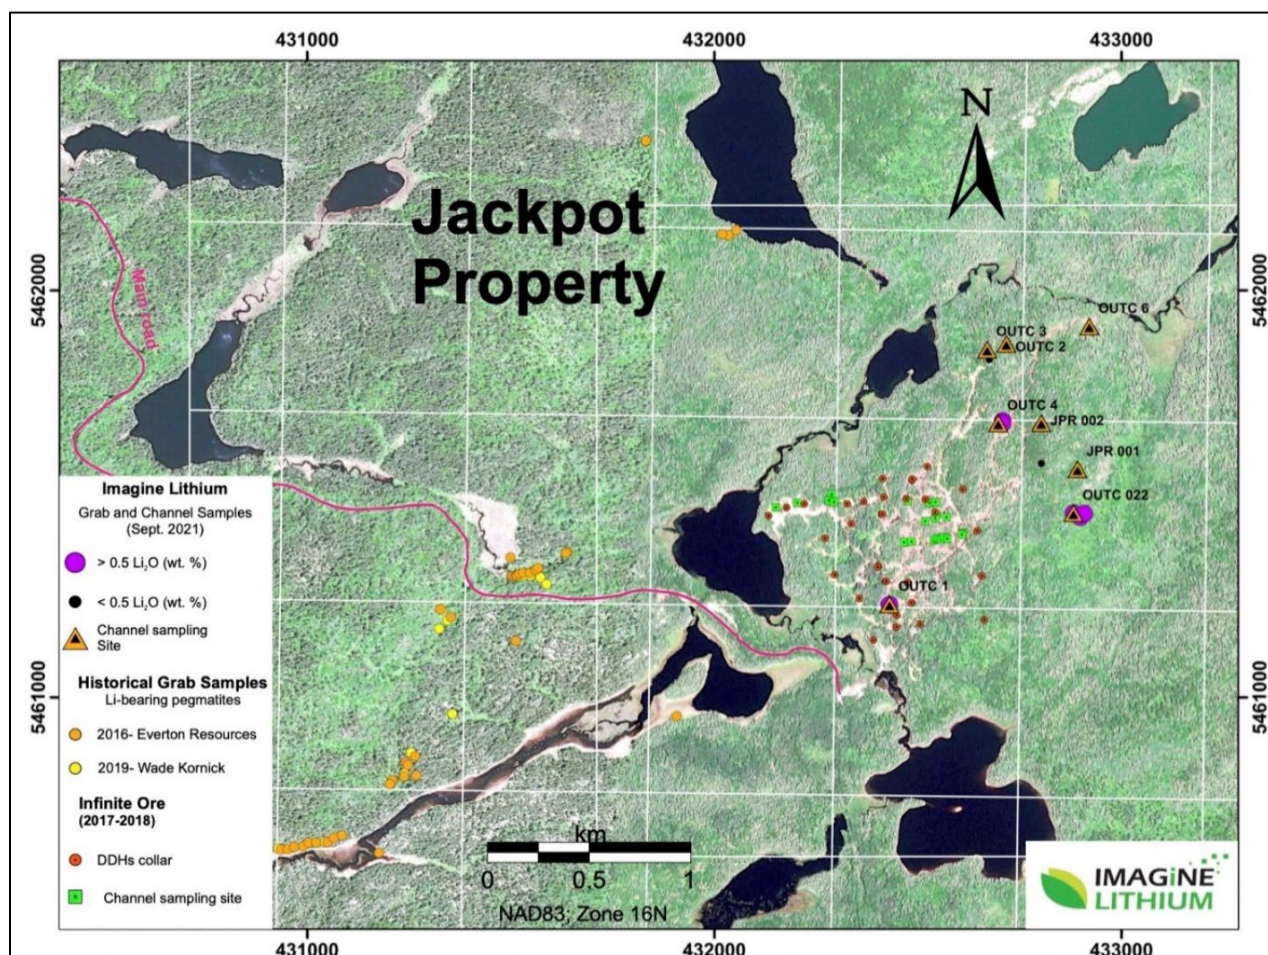 431000
432000
433000
N
Jackpot
Property
5462000
5462000
Main road
OUTC 6
OUTC 3
OUTC 2
OUTC 4
JPR 002
JPR 001
OUTC 022
OUTC 1
Imagine Lithium
Grab and Channel Samples
(Sept. 2021)
> 0.5 Li₂O (wt. %)
< 0.5 Li₂O (wt. %)
Channel sampling
Site
Historical Grab Samples
Li-bearing pegmatites
2016- Everton Resources
2019- Wade Kornick
Infinite Ore
(2017-2018)
DDHs collar
Channel sampling site
5461000
5461000
km
0 0.5 1
NAD83; Zone 16N
IMAGiNE
LITHIUM
431000
432000
433000